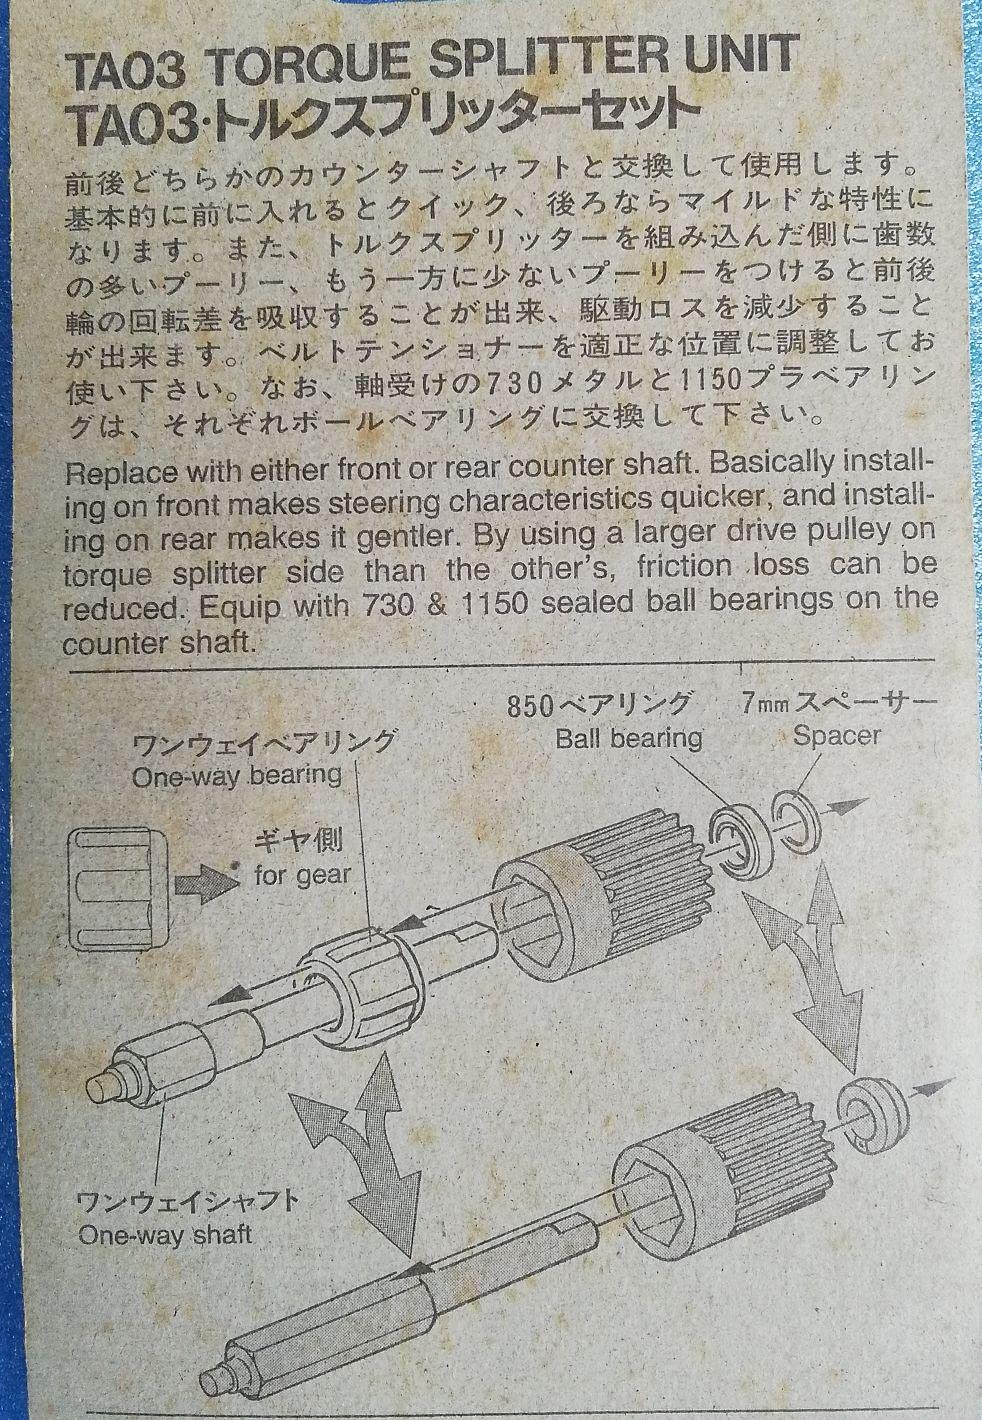 TA03 TORQUE SPLITTER UNIT
TA03・トルクスプリッターセット
前後どちらかのカウンターシャフトと交換して使用します。
基本的に前に入れるとクイック、後ろならマイルドな特性に
なります。また、トルクスプリッターを組み込んだ側に歯数
の多いプーリー、もう一方に少ないプーリーをつけると前後
輪の回転差を吸収することが出来、駆動ロスを減少すること
が出来ます。ベルトテンショナーを適正な位置に調整してお
使い下さい。なお、軸受けの730メタルと1150プラベアリン
グは、それぞれボールベアリングに交換して下さい。
Replace with either front or rear counter shaft. Basically install-
ing on front makes steering characteristics quicker, and install-
ing on rear makes it gentler. By using a larger drive pulley on
torque splitter side than the other's, friction loss can be
reduced. Equip with 730 & 1150 sealed ball bearings on the
counter shaft.
850ベアリング
Ball bearing
7mmスペーサー
Spacer
ワンウェイベアリング
One-way bearing
ギヤ側
for gear
ワンウェイシャフト
One-way shaft